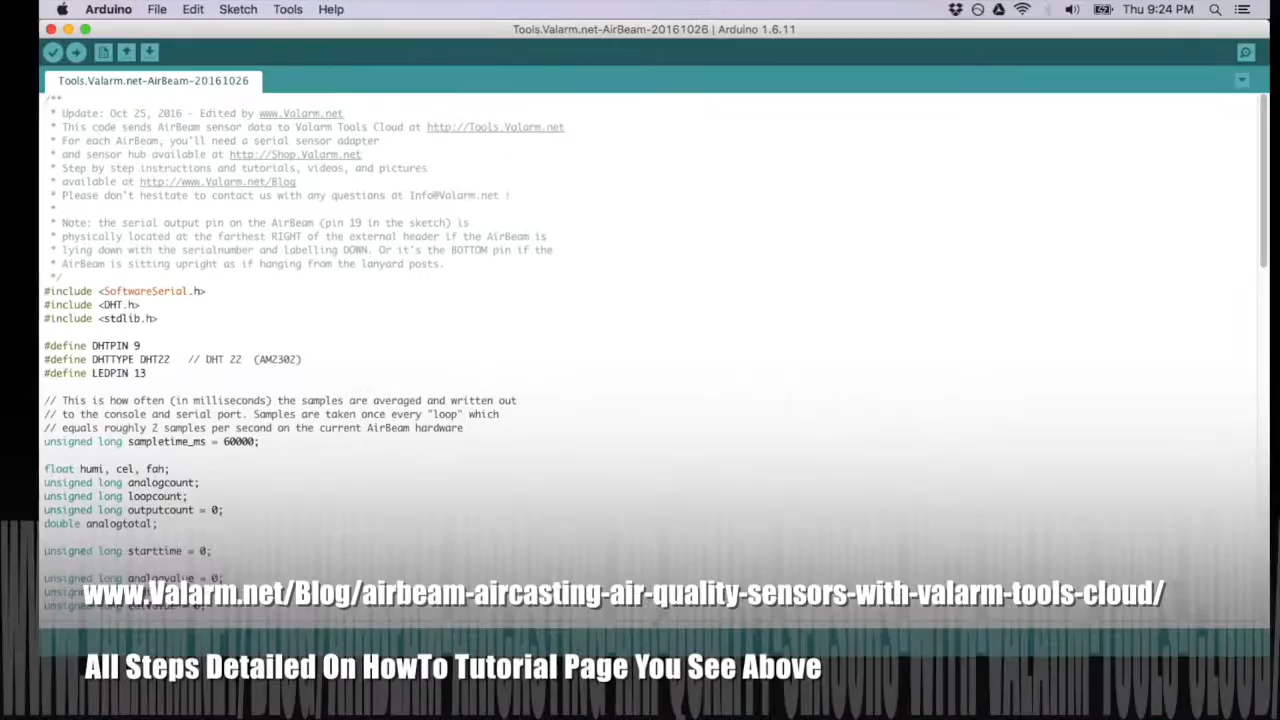 Arduino File Edit Sketch Tools Help Thu 9:24 PM
Tools.Valarm.net-AirBeam-20161026 | Arduino 1.6.11
Tools.Valarm.net-AirBeam-20161026
/**
* Update: Oct 25, 2016 - Edited by www.Valarm.net
* This code sends AirBeam sensor data to Valarm Tools Cloud at http://Tools.Valarm.net
* For each AirBeam, you'll need a serial sensor adapter
* and sensor hub available at http://Shop.Valarm.net
* Step by step instructions and tutorials, videos, and pictures
* available at http://www.Valarm.net/Blog
* Please don't hesitate to contact us with any questions at Info@Valarm.net !
*
* Note: the serial output pin on the AirBeam (pin 19 in the sketch) is
* physically located at the farthest RIGHT of the external header if the AirBeam is
* lying down with the serialnumber and labelling DOWN. Or it's the BOTTOM pin if the
* AirBeam is sitting upright as if hanging from the lanyard posts.
*/
#include <SoftwareSerial.h>
#include <DHT.h>
#include <stdlib.h>
#define DHTPIN 9
#define DHTTYPE DHT22 // DHT 22 (AM2302)
#define LEDPIN 13
// This is how often (in milliseconds) the samples are averaged and written out
// to the console and serial port. Samples are taken once every "loop" which
// equals roughly 2 samples per second on the current AirBeam hardware
unsigned long sampletime_ms = 60000;
float humi, cel, fah;
unsigned long analogcount;
unsigned long loopcount;
unsigned long outputcount = 0;
double analogtotal;
unsigned long starttime = 0;
unsigned long analogvalue = 0;
www.Valarm.net/Blog/airbeam-aircasting-air-quality-sensors-with-valarm-tools-cloud/
All Steps Detailed On HowTo Tutorial Page You See Above